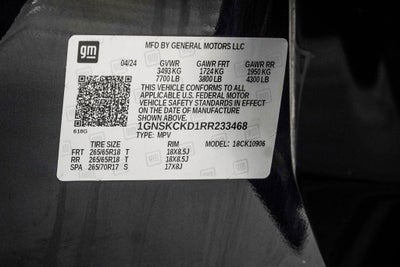 gm
MFD BY GENERAL MOTORS LLC
04/24 GVWR GAWR FRT GAWR RR
3493 KG 1724 KG 1950 KG
7700 LB 3800 LB 4300 LB
THIS VEHICLE CONFORMS TO ALL
APPLICABLE U.S. FEDERAL MOTOR
VEHICLE SAFETY STANDARDS IN EFFECT
ON THE DATE OF MANUFACTURE
SHOWN ABOVE.
618G
1GNSKCKD1RR233468
TYPE: MPV MODEL: 18CK10906
TIRE SIZE RIM
FRT 265/65R18 T 18X8.5J
RR 265/65R18 T 18X8.5J
SPA 265/70R17 S 17X8J